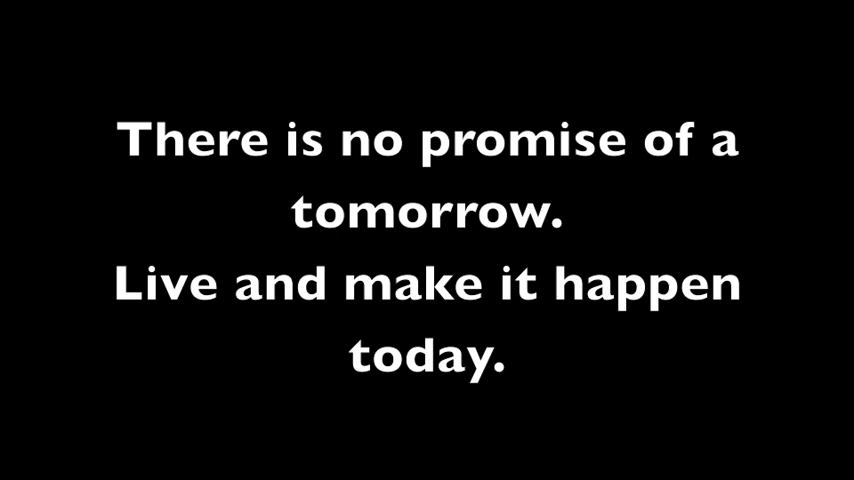 There is no promise of a
tomorrow.
Live and make it happen
today.